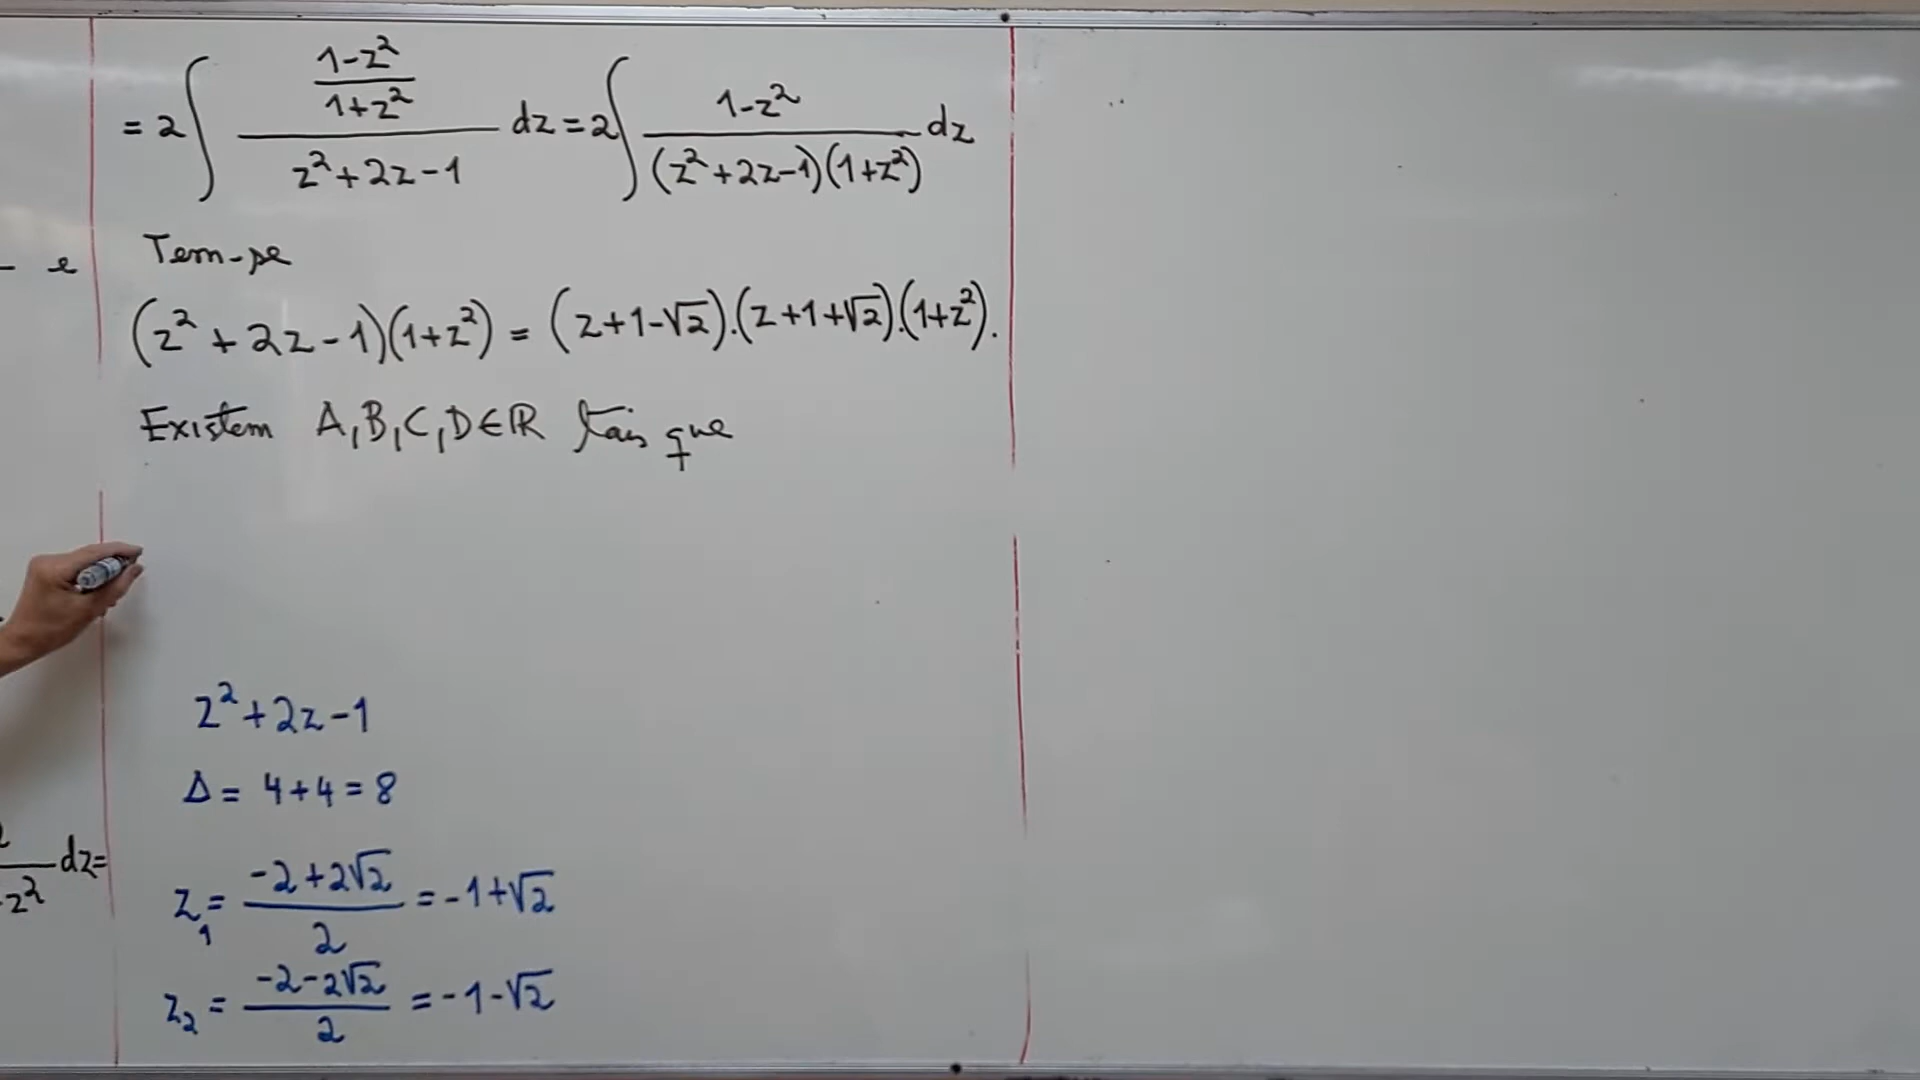 = 2∫ ((1-z²)/(1+z²))/(z²+2z-1) dz = 2∫ (1-z²)/((z²+2z-1)(1+z²)) dz
e
Tem-se
(z²+2z-1)(1+z²) = (z+1-√2).(z+1+√2).(1+z²).
Existem A,B,C,D∈ℝ tais que
z²+2z-1
Δ = 4+4 = 8
dz=
z²
z₁ = (-2+2√2)/2 = -1+√2
z₂ = (-2-2√2)/2 = -1-√2